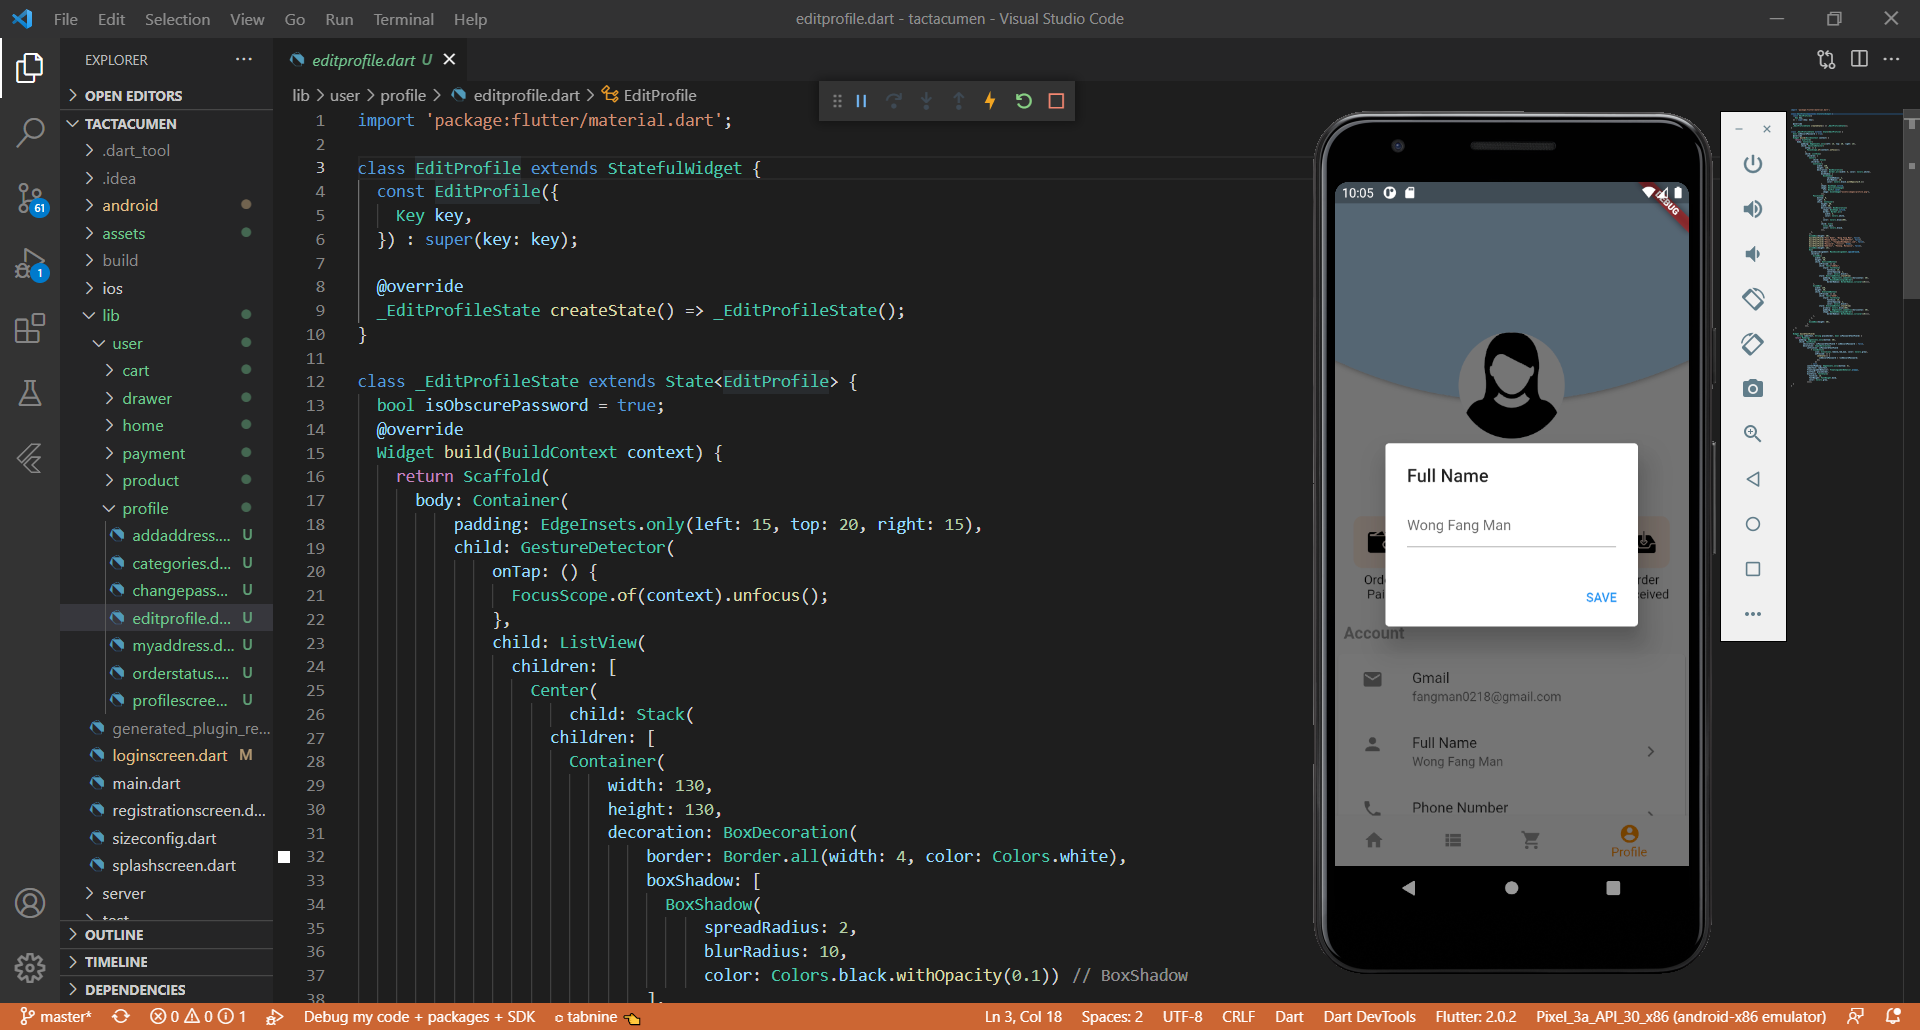 File Edit Selection View Go Run Terminal Help
editprofile.dart - tactacumen - Visual Studio Code
EXPLORER
OPEN EDITORS
TACTACUMEN
.dart_tool
.idea
android
assets
build
ios
lib
user
cart
drawer
home
payment
product
profile
addaddress.... U
categories.d... U
changepass... U
editprofile.d... U
myaddress.d... U
orderstatus.... U
profilescree... U
generated_plugin_re...
loginscreen.dart M
main.dart
registrationscreen.d...
sizeconfig.dart
splashscreen.dart
server
test
OUTLINE
TIMELINE
DEPENDENCIES
61
1
editprofile.dart U
lib > user > profile > editprofile.dart > EditProfile
1 import 'package:flutter/material.dart';
2
3 class EditProfile extends StatefulWidget {
4 const EditProfile({
5 Key key,
6 }) : super(key: key);
7
8 @override
9 _EditProfileState createState() => _EditProfileState();
10 }
11
12 class _EditProfileState extends State<EditProfile> {
13 bool isObscurePassword = true;
14 @override
15 Widget build(BuildContext context) {
16 return Scaffold(
17 body: Container(
18 padding: EdgeInsets.only(left: 15, top: 20, right: 15),
19 child: GestureDetector(
20 onTap: () {
21 FocusScope.of(context).unfocus();
22 },
23 child: ListView(
24 children: [
25 Center(
26 child: Stack(
27 children: [
28 Container(
29 width: 130,
30 height: 130,
31 decoration: BoxDecoration(
32 border: Border.all(width: 4, color: Colors.white),
33 boxShadow: [
34 BoxShadow(
35 spreadRadius: 2,
36 blurRadius: 10,
37 color: Colors.black.withOpacity(0.1)) // BoxShadow
38 ],
10:05
DEBUG
Full Name
Wong Fang Man
SAVE
Account
Gmail
fangman0218@gmail.com
Full Name
Wong Fang Man
Phone Number
Profile
master* 0 0 1 Debug my code + packages + SDK tabnine
Ln 3, Col 18 Spaces: 2 UTF-8 CRLF Dart Dart DevTools Flutter: 2.0.2 Pixel_3a_API_30_x86 (android-x86 emulator)